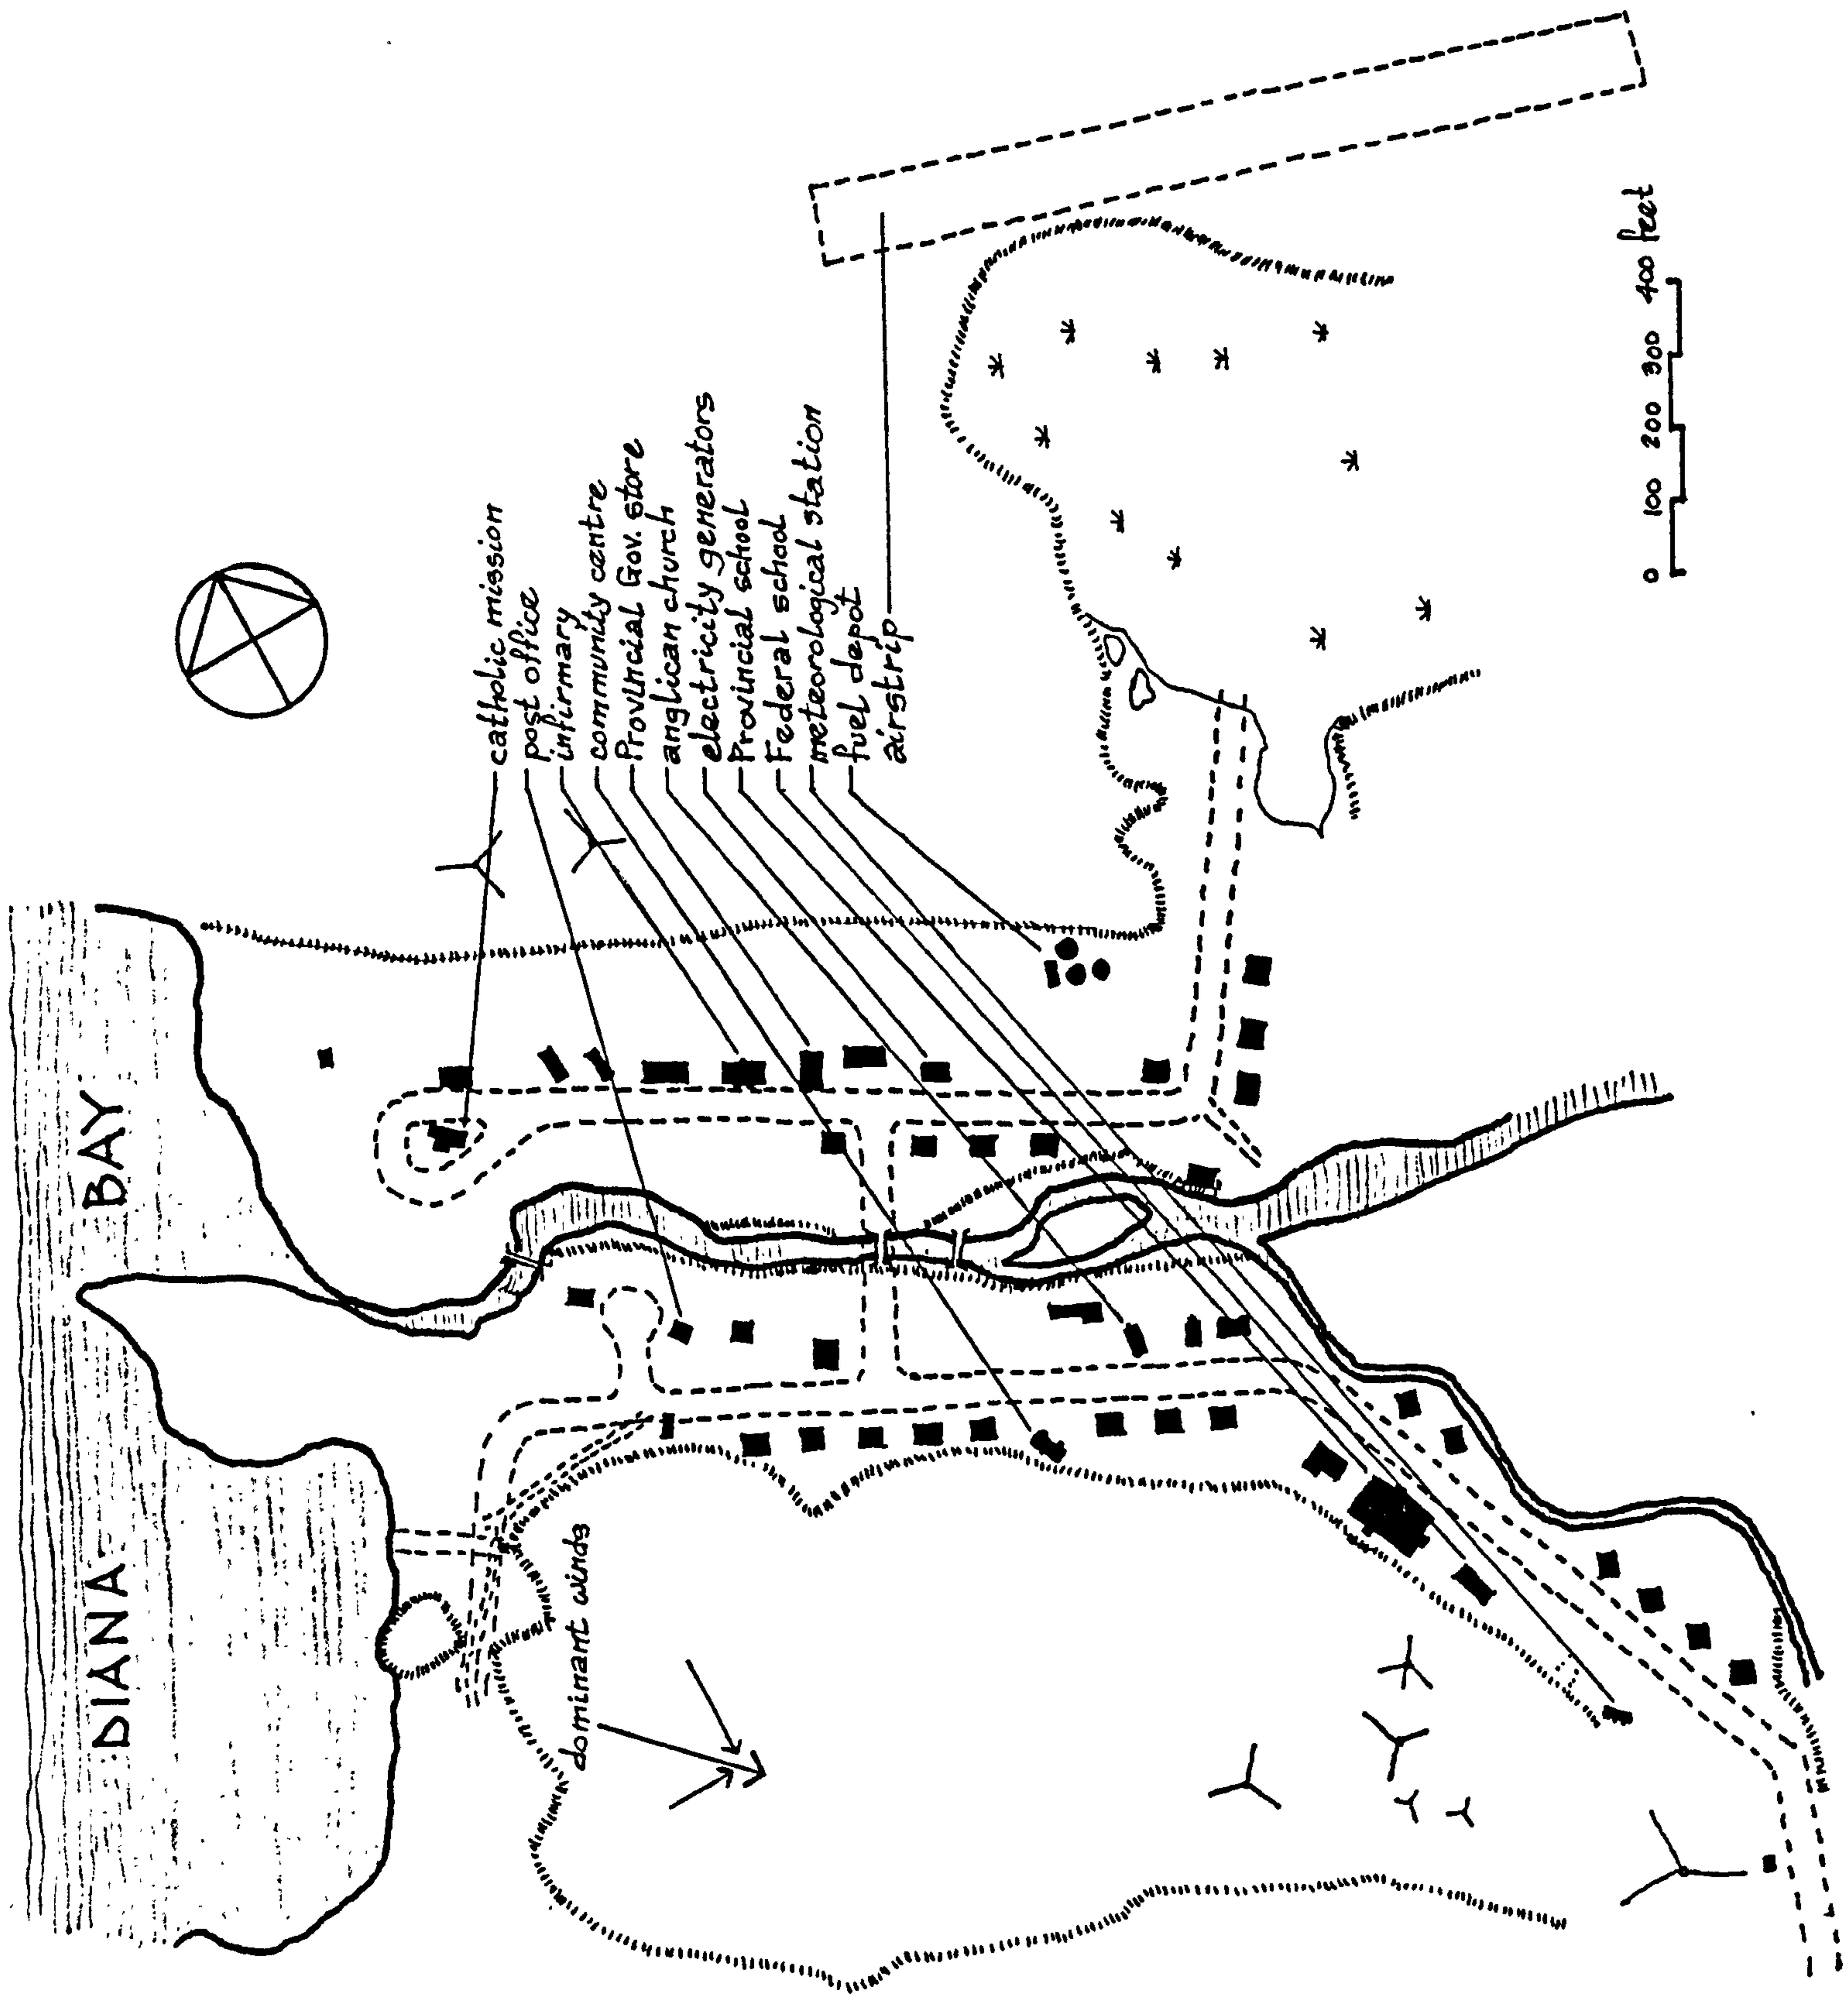 catholic mission
post office
infirmary
community centre
Provincial Gov. store
anglican church
electricity generators
Provincial school
Federal school
meteorological station
fuel depot
airstrip
DIANA BAY
dominant winds
0 100 200 300 400 feet